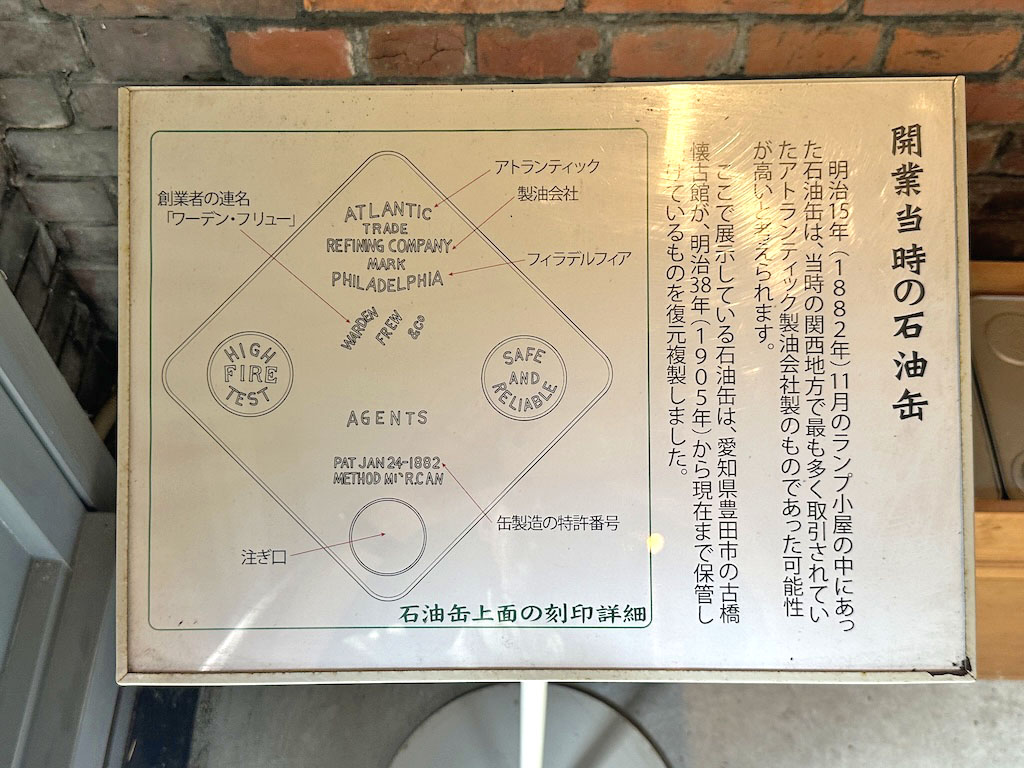 開業当時の石油缶
明治15年(1882年)11月のランプ小屋の中にあっ
た石油缶は、当時の関西地方で最も多く取引されてい
たアトランティック製油会社製のものであった可能性
が高いと考えられます。
ここで展示している石油缶は、愛知県豊田市の古橋
懐古館が、明治38年(1905年)から現在まで保管し
けているものを復元複製しました。
アトランティック
製油会社
創業者の連名
「ワーデン・フリュー」
フィラデルフィア
ATLANTIC
TRADE
REFINING COMPANY
MARK
PHILADELPHIA
WARDEN
FREW
&Co
HIGH
FIRE
TEST
SAFE
AND
RELIABLE
AGENTS
PAT JAN 24-1882
METHOD
缶製造の特許番号
注ぎ口
石油缶上面の刻印詳細